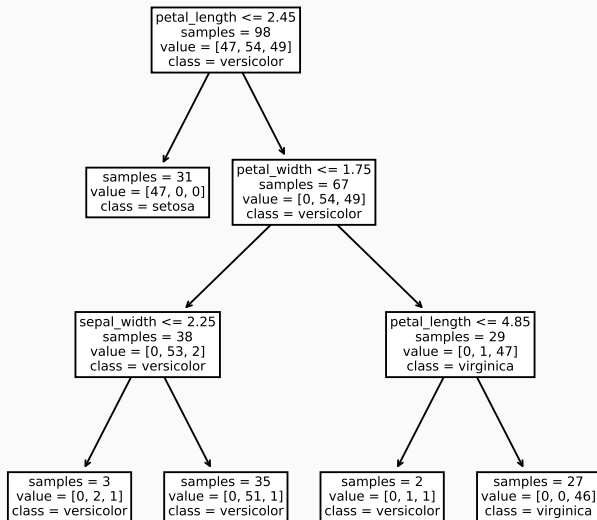 petal_length <= 2.45
samples = 98
value = [47, 54, 49]
class = versicolor
samples = 31
value = [47, 0, 0]
class = setosa
petal_width <= 1.75
samples = 67
value = [0, 54, 49]
class = versicolor
sepal_width <= 2.25
samples = 38
value = [0, 53, 2]
class = versicolor
petal_length <= 4.85
samples = 29
value = [0, 1, 47]
class = virginica
samples = 3
value = [0, 2, 1]
class = versicolor
samples = 35
value = [0, 51, 1]
class = versicolor
samples = 2
value = [0, 1, 1]
class = versicolor
samples = 27
value = [0, 0, 46]
class = virginica